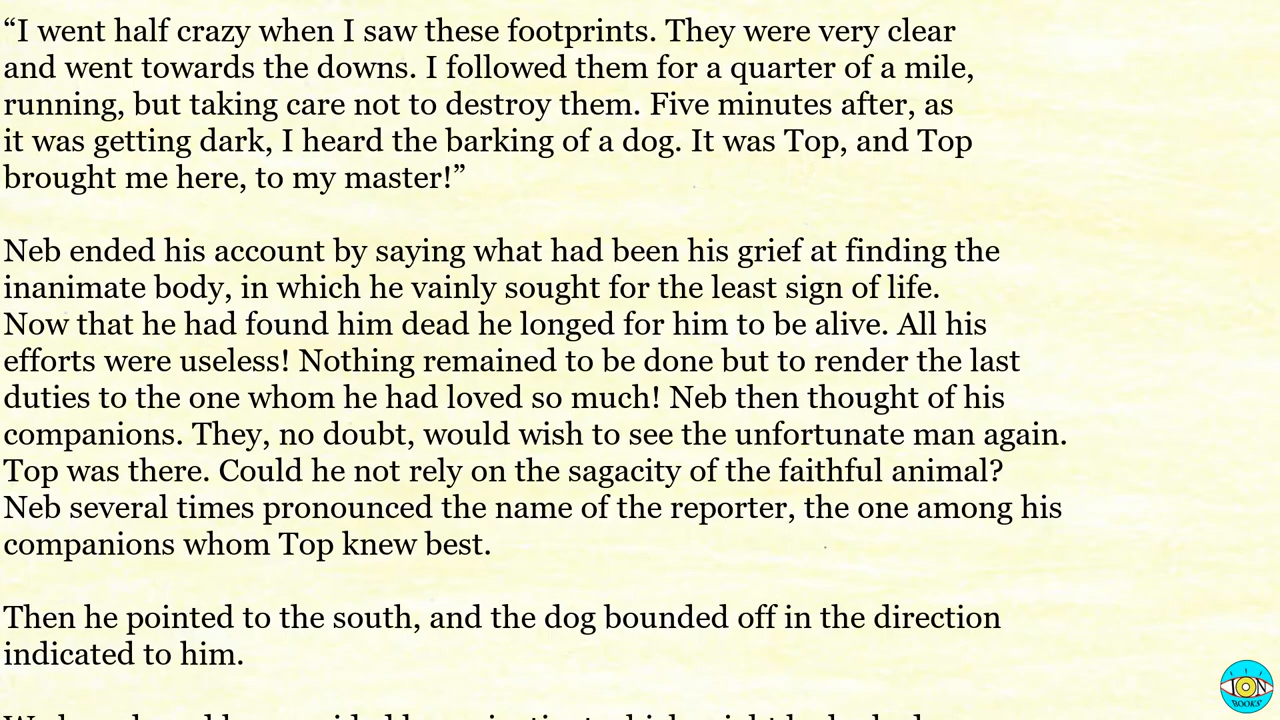 “I went half crazy when I saw these footprints. They were very clear
and went towards the downs. I followed them for a quarter of a mile,
running, but taking care not to destroy them. Five minutes after, as
it was getting dark, I heard the barking of a dog. It was Top, and Top
brought me here, to my master!”
Neb ended his account by saying what had been his grief at finding the
inanimate body, in which he vainly sought for the least sign of life.
Now that he had found him dead he longed for him to be alive. All his
efforts were useless! Nothing remained to be done but to render the last
duties to the one whom he had loved so much! Neb then thought of his
companions. They, no doubt, would wish to see the unfortunate man again.
Top was there. Could he not rely on the sagacity of the faithful animal?
Neb several times pronounced the name of the reporter, the one among his
companions whom Top knew best.
Then he pointed to the south, and the dog bounded off in the direction
indicated to him.
ION
BOOKS